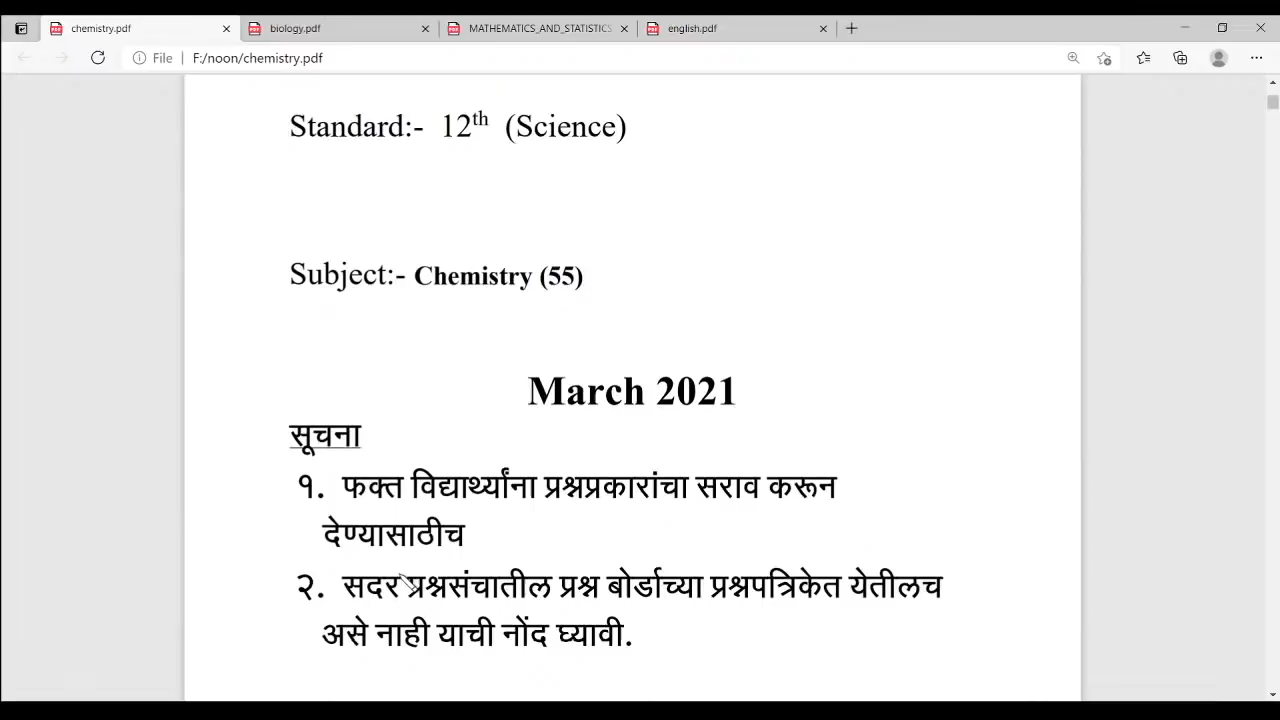 chemistry.pdf
biology.pdf
MATHEMATICS_AND_STATISTICS
english.pdf
File
F:/noon/chemistry.pdf
Standard:- 12th (Science)
Subject:- Chemistry (55)
March 2021
सूचना
१. फक्त विद्यार्थ्यांना प्रश्नप्रकारांचा सराव करून
देण्यासाठीच
२. सदर प्रश्नसंचातील प्रश्न बोर्डाच्या प्रश्नपत्रिकेत येतीलच
असे नाही याची नोंद घ्यावी.